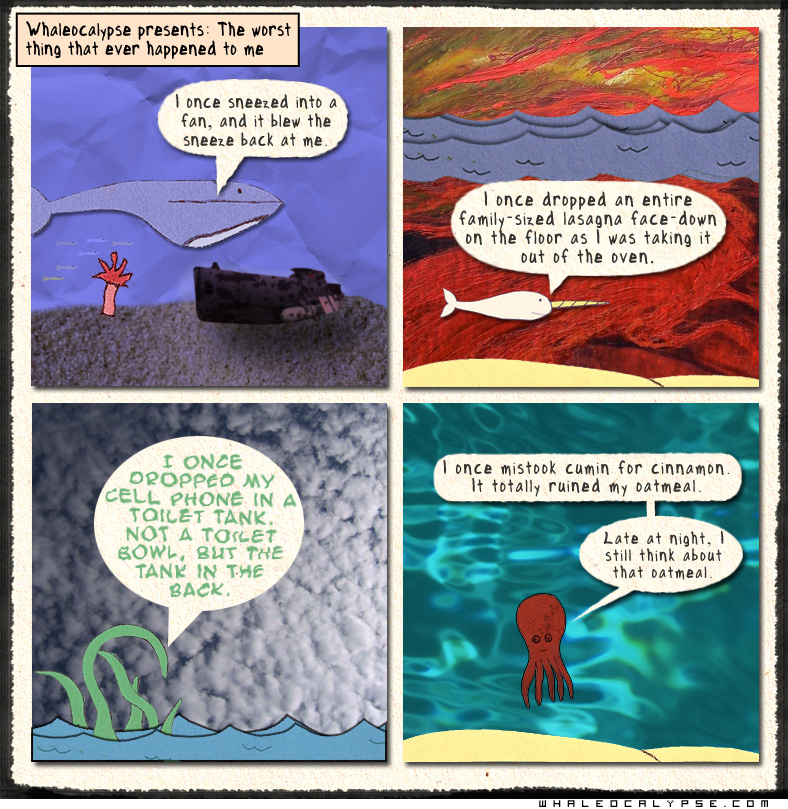 Whaleocalypse presents: The worst
thing that ever happened to me
I once sneezed into a
fan, and it blew the
sneeze back at me.
I once dropped an entire
family-sized lasagna face-down
on the floor as I was taking it
out of the oven.
I ONCE
DROPPED MY
CELL PHONE IN A
TOILET TANK.
NOT A TOILET
BOWL, BUT THE
TANK IN THE
BACK.
I once mistook cumin for cinnamon.
It totally ruined my oatmeal.
Late at night, I
still think about
that oatmeal.
WHALEOCALYPSE.COM